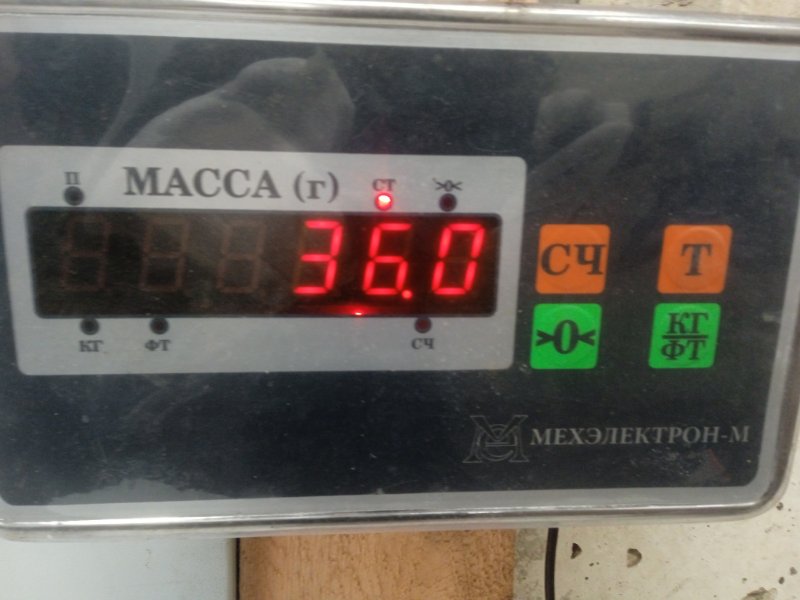 П МАССА (г) СТ >0<
36.0
КГ ФТ СЧ
СЧ Т
>0< КГ/ФТ
МЕХЭЛЕКТРОН-М